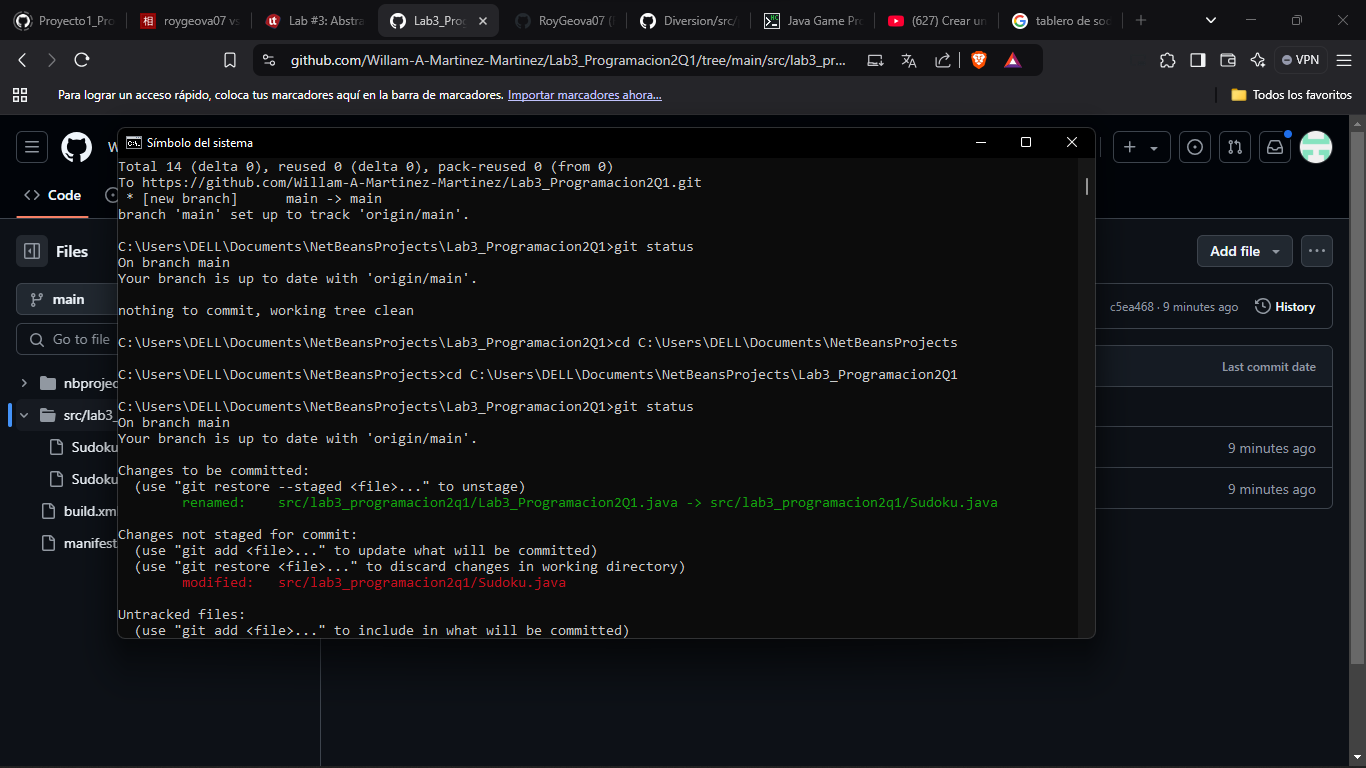 Proyecto1_Pro
roygeova07 vs
Lab #3: Abstra
Lab3_Prog
RoyGeova07 (
Diversion/src/
Java Game Pro
(627) Crear un
tablero de soc
github.com/Willam-A-Martinez-Martinez/Lab3_Programacion2Q1/tree/main/src/lab3_pr...
VPN
Para lograr un acceso rápido, coloca tus marcadores aquí en la barra de marcadores. Importar marcadores ahora...
Todos los favoritos
W
Code
Files
main
Go to file
nbprojec
src/lab3_
Sudoku
Sudoku
build.xm
manifest
Símbolo del sistema
Total 14 (delta 0), reused 0 (delta 0), pack-reused 0 (from 0)
To https://github.com/Willam-A-Martinez-Martinez/Lab3_Programacion2Q1.git
* [new branch]      main -> main
branch 'main' set up to track 'origin/main'.
C:\Users\DELL\Documents\NetBeansProjects\Lab3_Programacion2Q1>git status
On branch main
Your branch is up to date with 'origin/main'.
nothing to commit, working tree clean
C:\Users\DELL\Documents\NetBeansProjects\Lab3_Programacion2Q1>cd C:\Users\DELL\Documents\NetBeansProjects
C:\Users\DELL\Documents\NetBeansProjects>cd C:\Users\DELL\Documents\NetBeansProjects\Lab3_Programacion2Q1
C:\Users\DELL\Documents\NetBeansProjects\Lab3_Programacion2Q1>git status
On branch main
Your branch is up to date with 'origin/main'.
Changes to be committed:
(use "git restore --staged <file>..." to unstage)
renamed:    src/lab3_programacion2q1/Lab3_Programacion2Q1.java -> src/lab3_programacion2q1/Sudoku.java
Changes not staged for commit:
(use "git add <file>..." to update what will be committed)
(use "git restore <file>..." to discard changes in working directory)
modified:   src/lab3_programacion2q1/Sudoku.java
Untracked files:
(use "git add <file>..." to include in what will be committed)
Add file
c5ea468 · 9 minutes ago
History
Last commit date
9 minutes ago
9 minutes ago